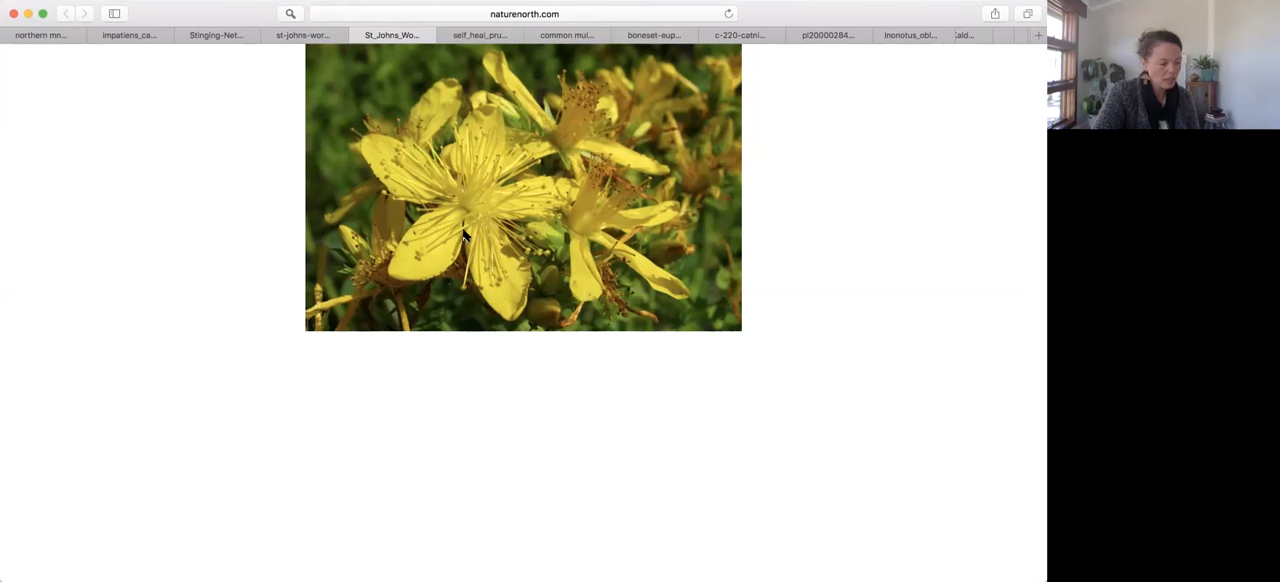 naturenorth.com
northern mn...
impatiens_ca...
Stinging-Net...
st-johns-wor...
St_Johns_Wo...
self_heal_pru...
common mul...
boneset-eup...
c-220-catni...
pl20000284...
inonotus_obl...